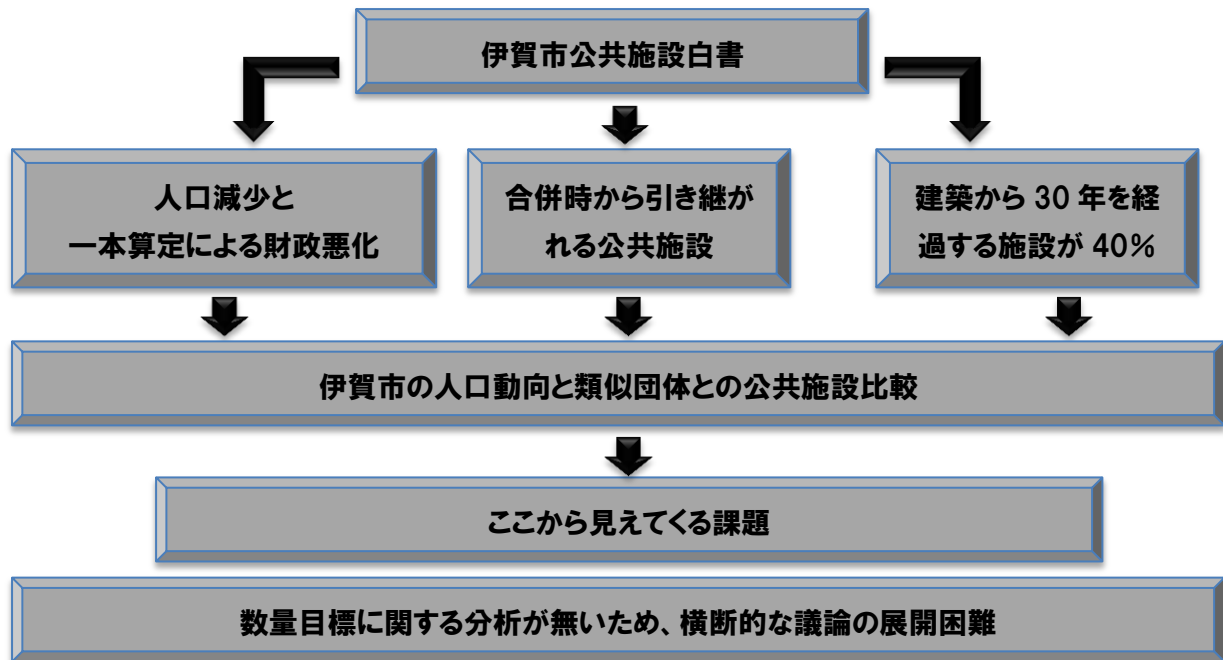 伊賀市公共施設白書
人口減少と
一本算定による財政悪化
合併時から引き継が
れる公共施設
建築から 30 年を経
過する施設が 40%
伊賀市の人口動向と類似団体との公共施設比較
ここから見えてくる課題
数量目標に関する分析が無いため、横断的な議論の展開困難